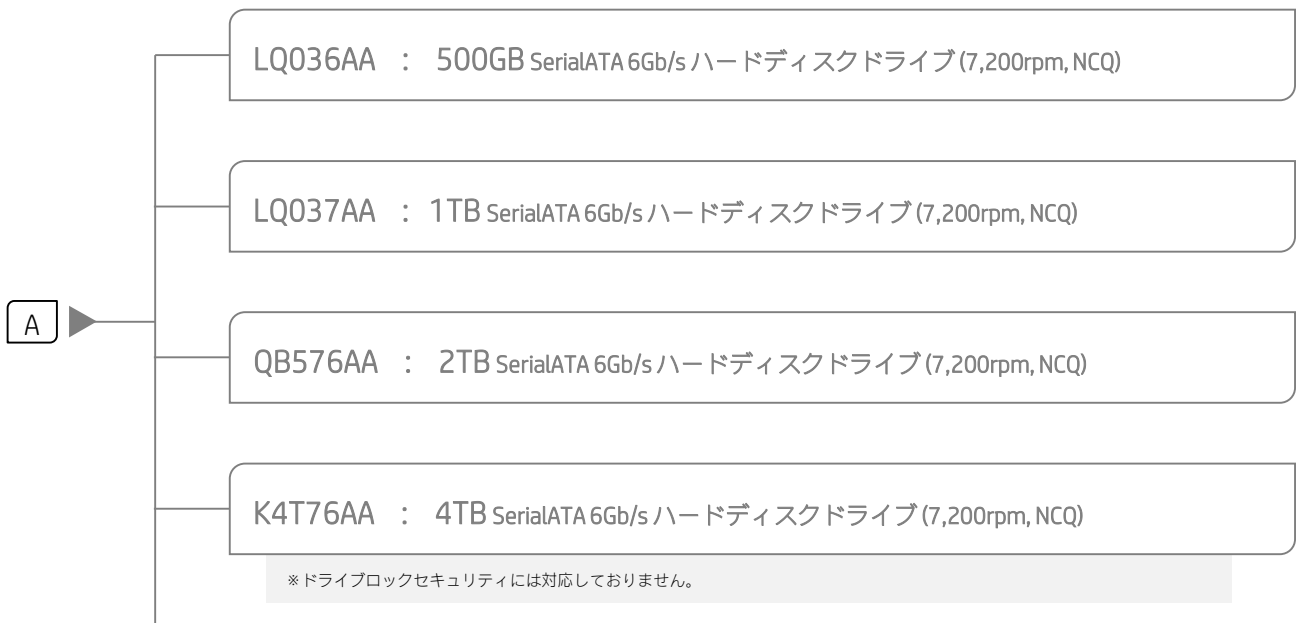 LQ036AA : 500GB SerialATA 6Gb/s ハードディスクドライブ (7,200rpm, NCQ)
LQ037AA : 1TB SerialATA 6Gb/s ハードディスクドライブ (7,200rpm, NCQ)
A
QB576AA : 2TB SerialATA 6Gb/s ハードディスクドライブ (7,200rpm, NCQ)
K4T76AA : 4TB SerialATA 6Gb/s ハードディスクドライブ (7,200rpm, NCQ)
※ドライブロックセキュリティには対応しておりません。